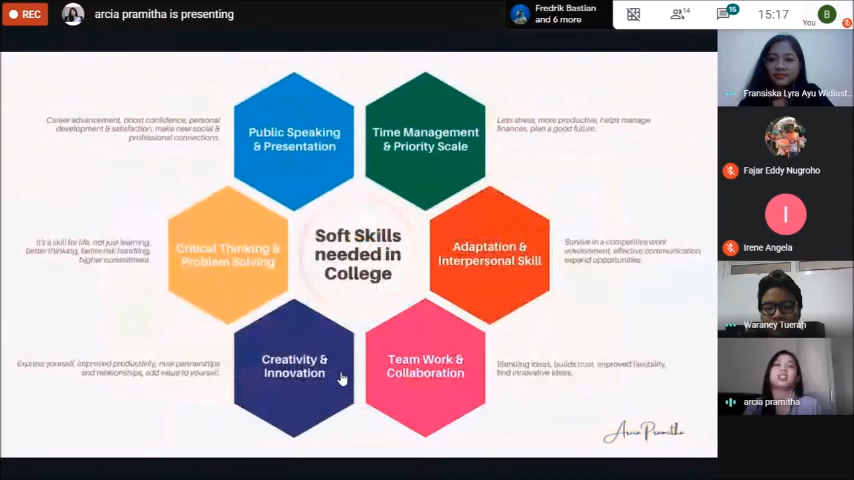 REC
arcia pramitha is presenting
Fredrik Bastian
and 6 more
14
15
15:17
You
B
Career advancement, boost confidence, personal
development & satisfaction, make new social &
professional connections.
Public Speaking
& Presentation
Time Management
& Priority Scale
Less stress, more productive, helps manage
finances, plan a good future.
It's a skill for life, not just learning,
better thinking, better risk handling,
higher commitment.
Critical Thinking &
Problem Solving
Soft Skills
needed in
College
Adaptation &
Interpersonal Skill
Survive in a competitive work
environment, effective communication,
expand opportunities.
Express yourself, improved productivity, new partnerships
and relationships, add value to yourself.
Creativity &
Innovation
Team Work &
Collaboration
Blending ideas, builds trust, improved flexibility,
find innovative ideas.
Arcia Pramitha
Fransiska Lyra Ayu Widiast...
Fajar Eddy Nugroho
I
Irene Angela
Waraney Tuerah
arcia pramitha